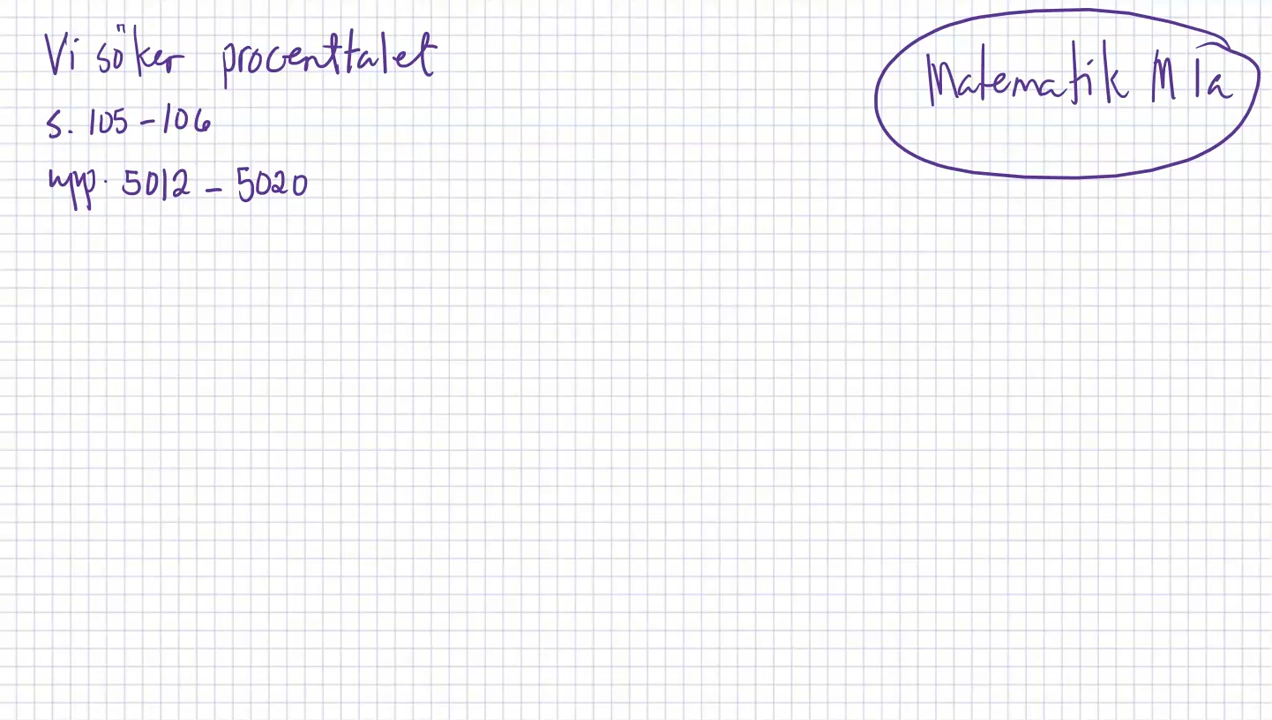 Vi söker procenttalet
s. 105 - 106
upp. 5012 - 5020
Matematik M 1a